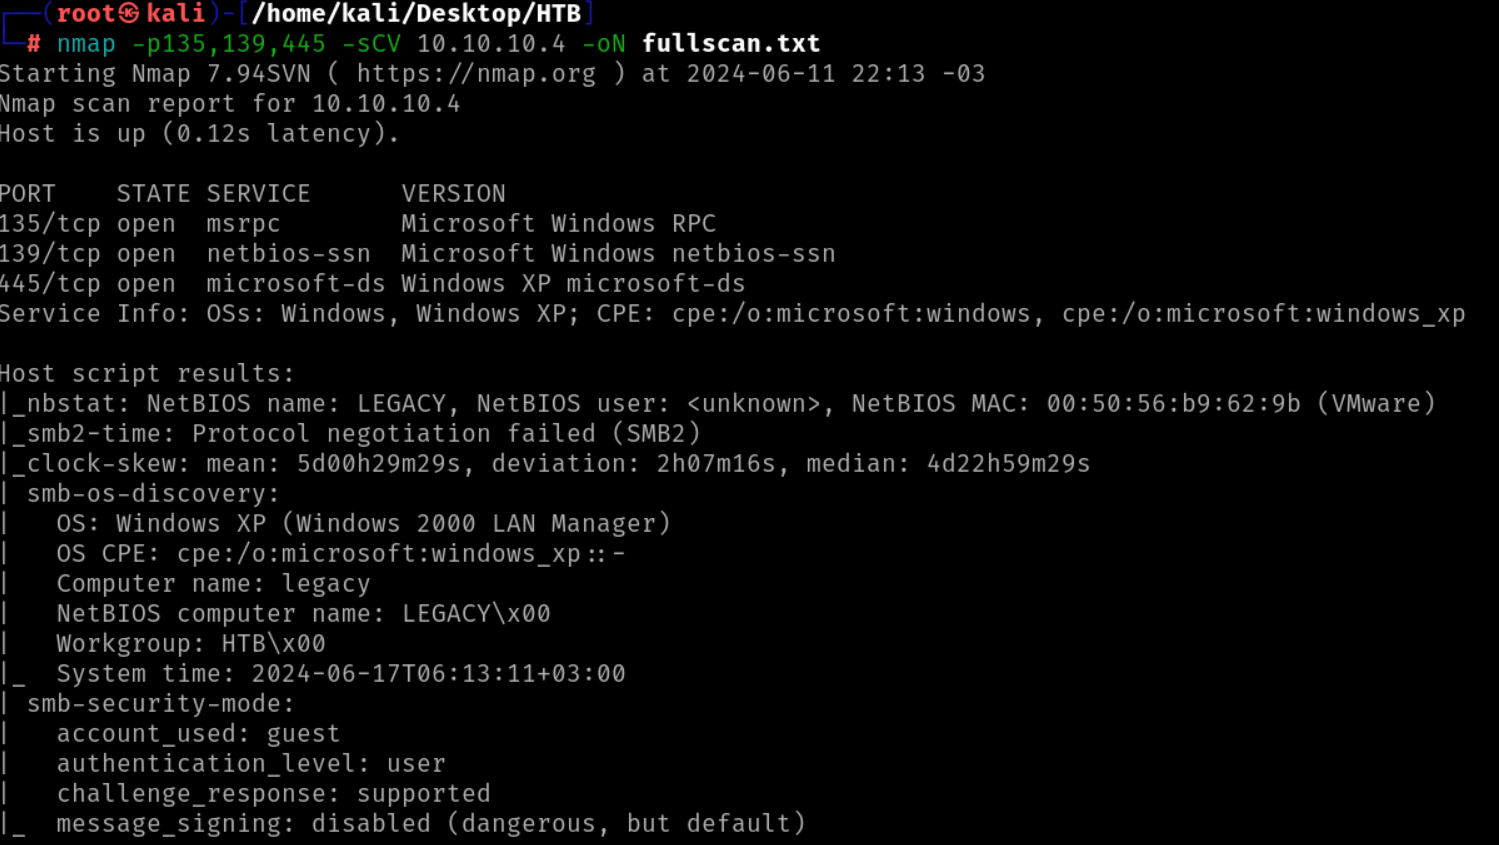 ┌──(root㉿kali)-[/home/kali/Desktop/HTB]
└─# nmap -p135,139,445 -sCV 10.10.10.4 -oN fullscan.txt
Starting Nmap 7.94SVN ( https://nmap.org ) at 2024-06-11 22:13 -03
Nmap scan report for 10.10.10.4
Host is up (0.12s latency).
PORT    STATE SERVICE      VERSION
135/tcp open  msrpc        Microsoft Windows RPC
139/tcp open  netbios-ssn  Microsoft Windows netbios-ssn
445/tcp open  microsoft-ds Windows XP microsoft-ds
Service Info: OSs: Windows, Windows XP; CPE: cpe:/o:microsoft:windows, cpe:/o:microsoft:windows_xp
Host script results:
|_nbstat: NetBIOS name: LEGACY, NetBIOS user: <unknown>, NetBIOS MAC: 00:50:56:b9:62:9b (VMware)
|_smb2-time: Protocol negotiation failed (SMB2)
|_clock-skew: mean: 5d00h29m29s, deviation: 2h07m16s, median: 4d22h59m29s
| smb-os-discovery:
|   OS: Windows XP (Windows 2000 LAN Manager)
|   OS CPE: cpe:/o:microsoft:windows_xp::-
|   Computer name: legacy
|   NetBIOS computer name: LEGACY\x00
|   Workgroup: HTB\x00
|_  System time: 2024-06-17T06:13:11+03:00
| smb-security-mode:
|   account_used: guest
|   authentication_level: user
|   challenge_response: supported
|_  message_signing: disabled (dangerous, but default)